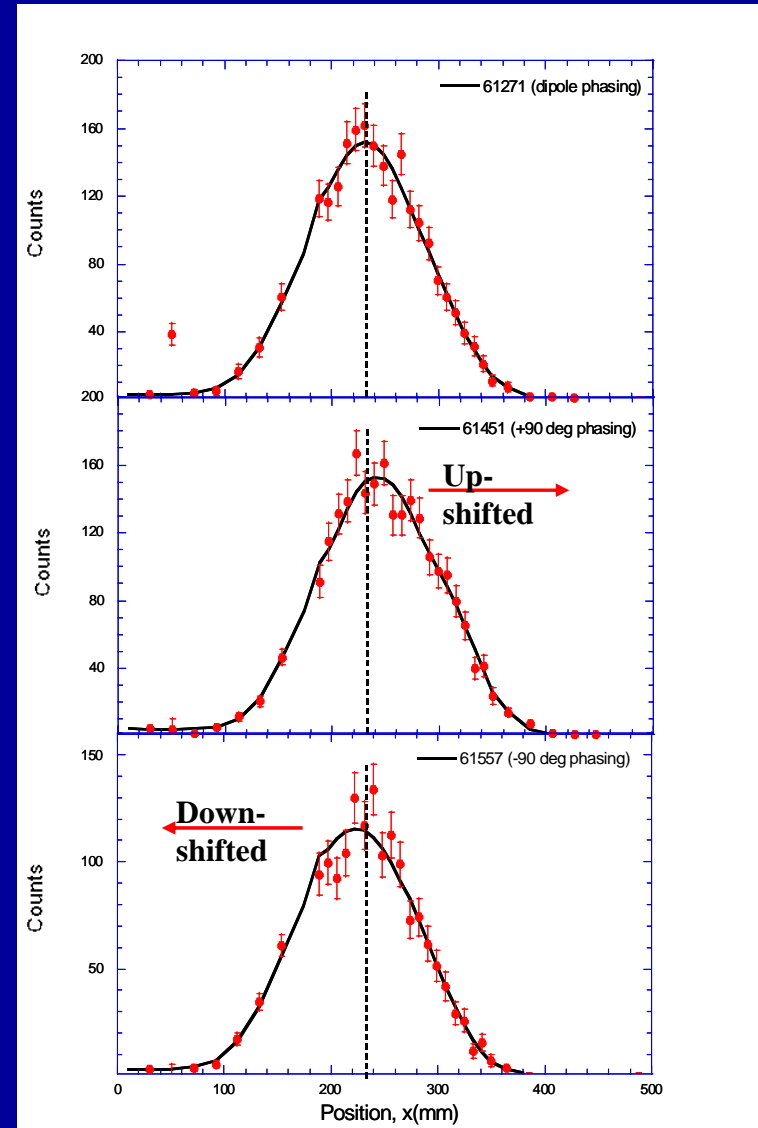 200
61271 (dipole phasing)
160
120
Counts
80
40
200
61451 (+90 deg phasing)
160
Up-
shifted
120
Counts
80
40
150
61557 (-90 deg phasing)
Down-
shifted
100
Counts
50
0 100 200 300 400 500
Position, x(mm)